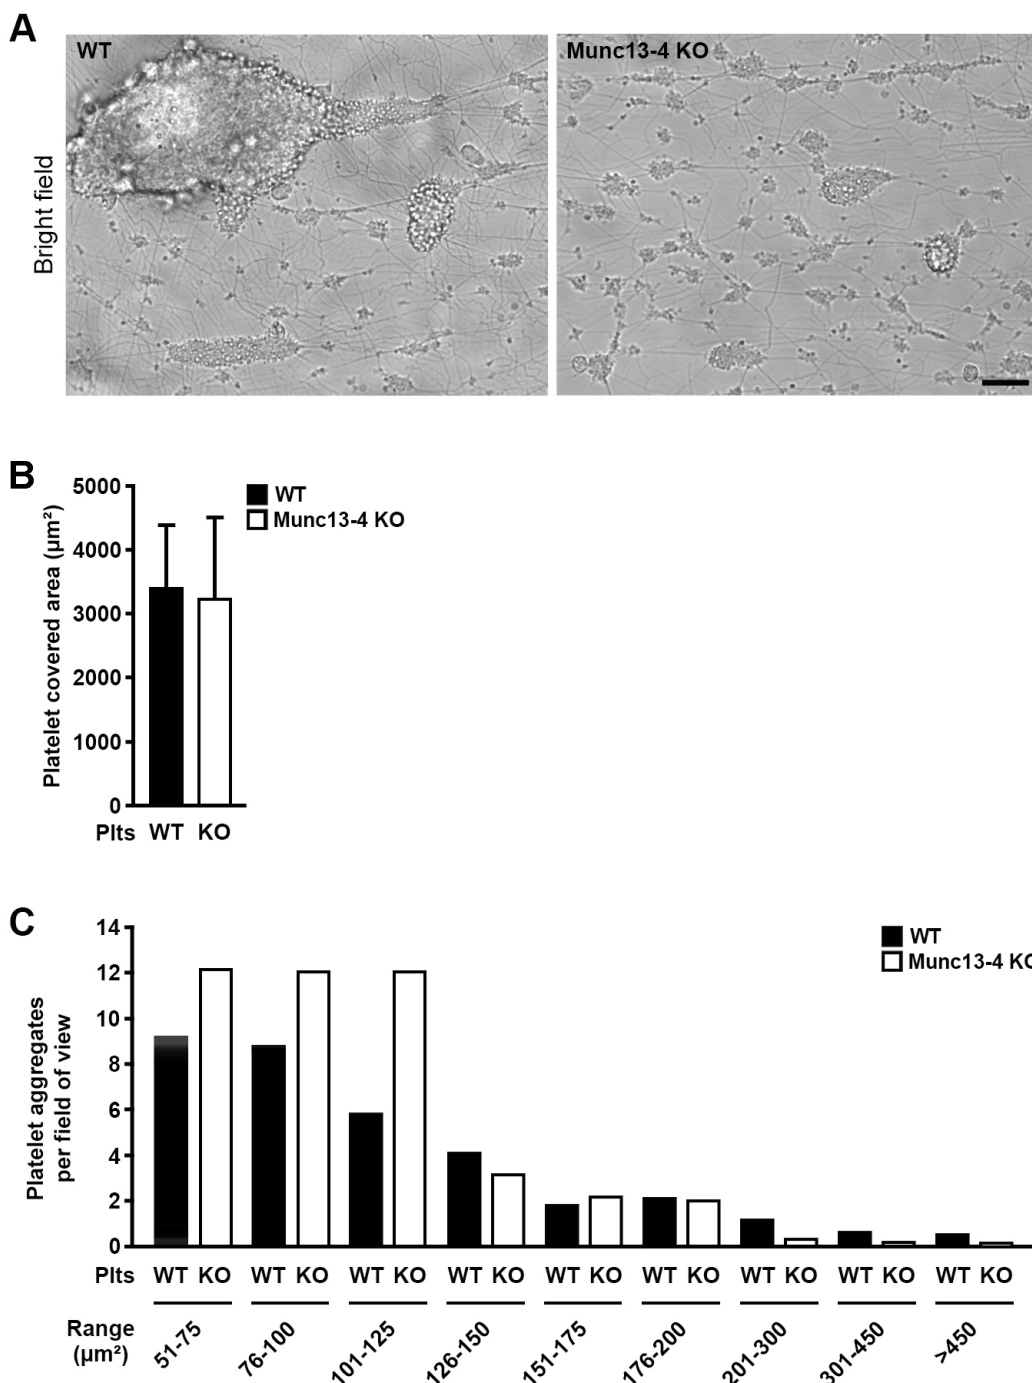 A
WT
Munc13-4 KO
Bright field
B
Platelet covered area (µm²)
5000
4000
3000
2000
1000
0
WT
Munc13-4 KO
Plts WT KO
C
Platelet aggregates
per field of view
14
12
10
8
6
4
2
0
WT
Munc13-4 KO
Plts WT KO WT KO WT KO WT KO WT KO WT KO WT KO WT KO WT KO
Range
(µm²)
51-75 76-100 101-125 126-150 151-175 176-200 201-300 301-450 >450